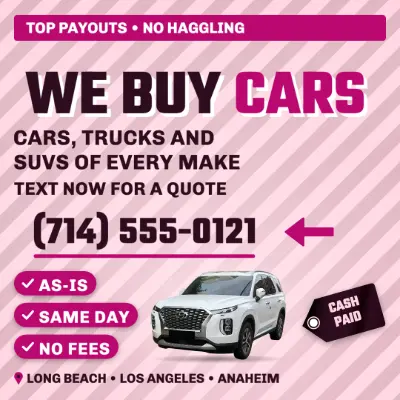 TOP PAYOUTS • NO HAGGLING
WE BUY CARS
CARS, TRUCKS AND
SUVS OF EVERY MAKE
TEXT NOW FOR A QUOTE
(714) 555-0121
AS-IS
SAME DAY
NO FEES
CASH
PAID
LONG BEACH • LOS ANGELES • ANAHEIM